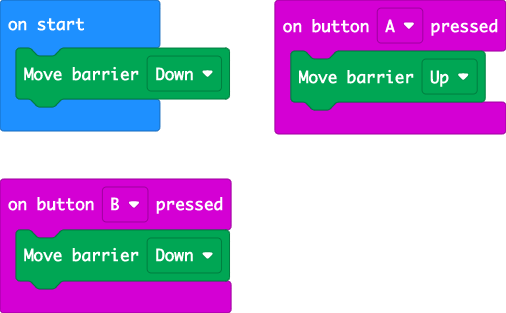 on start
Move barrier Down
on button A pressed
Move barrier Up
on button B pressed
Move barrier Down